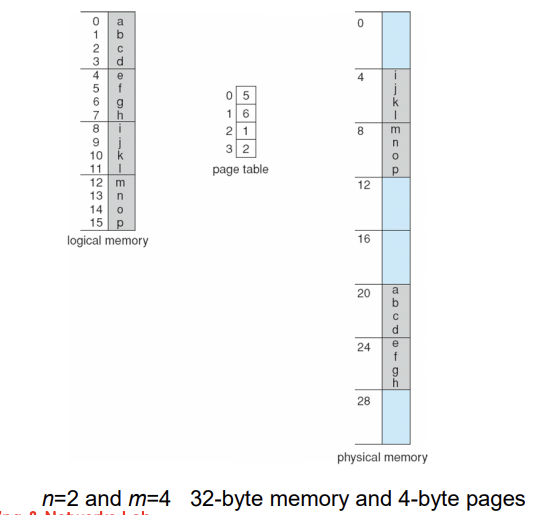 0 a
1 b
2 c
3 d
4 e
5 f
6 g
7 h
8 i
9 j
10 k
11 l
12 m
13 n
14 o
15 p
logical memory
0 5
1 6
2 1
3 2
page table
0
4 i
j
k
l
8 m
n
o
p
12
16
20 a
b
c
d
24 e
f
g
h
28
physical memory
n=2 and m=4 32-byte memory and 4-byte pages